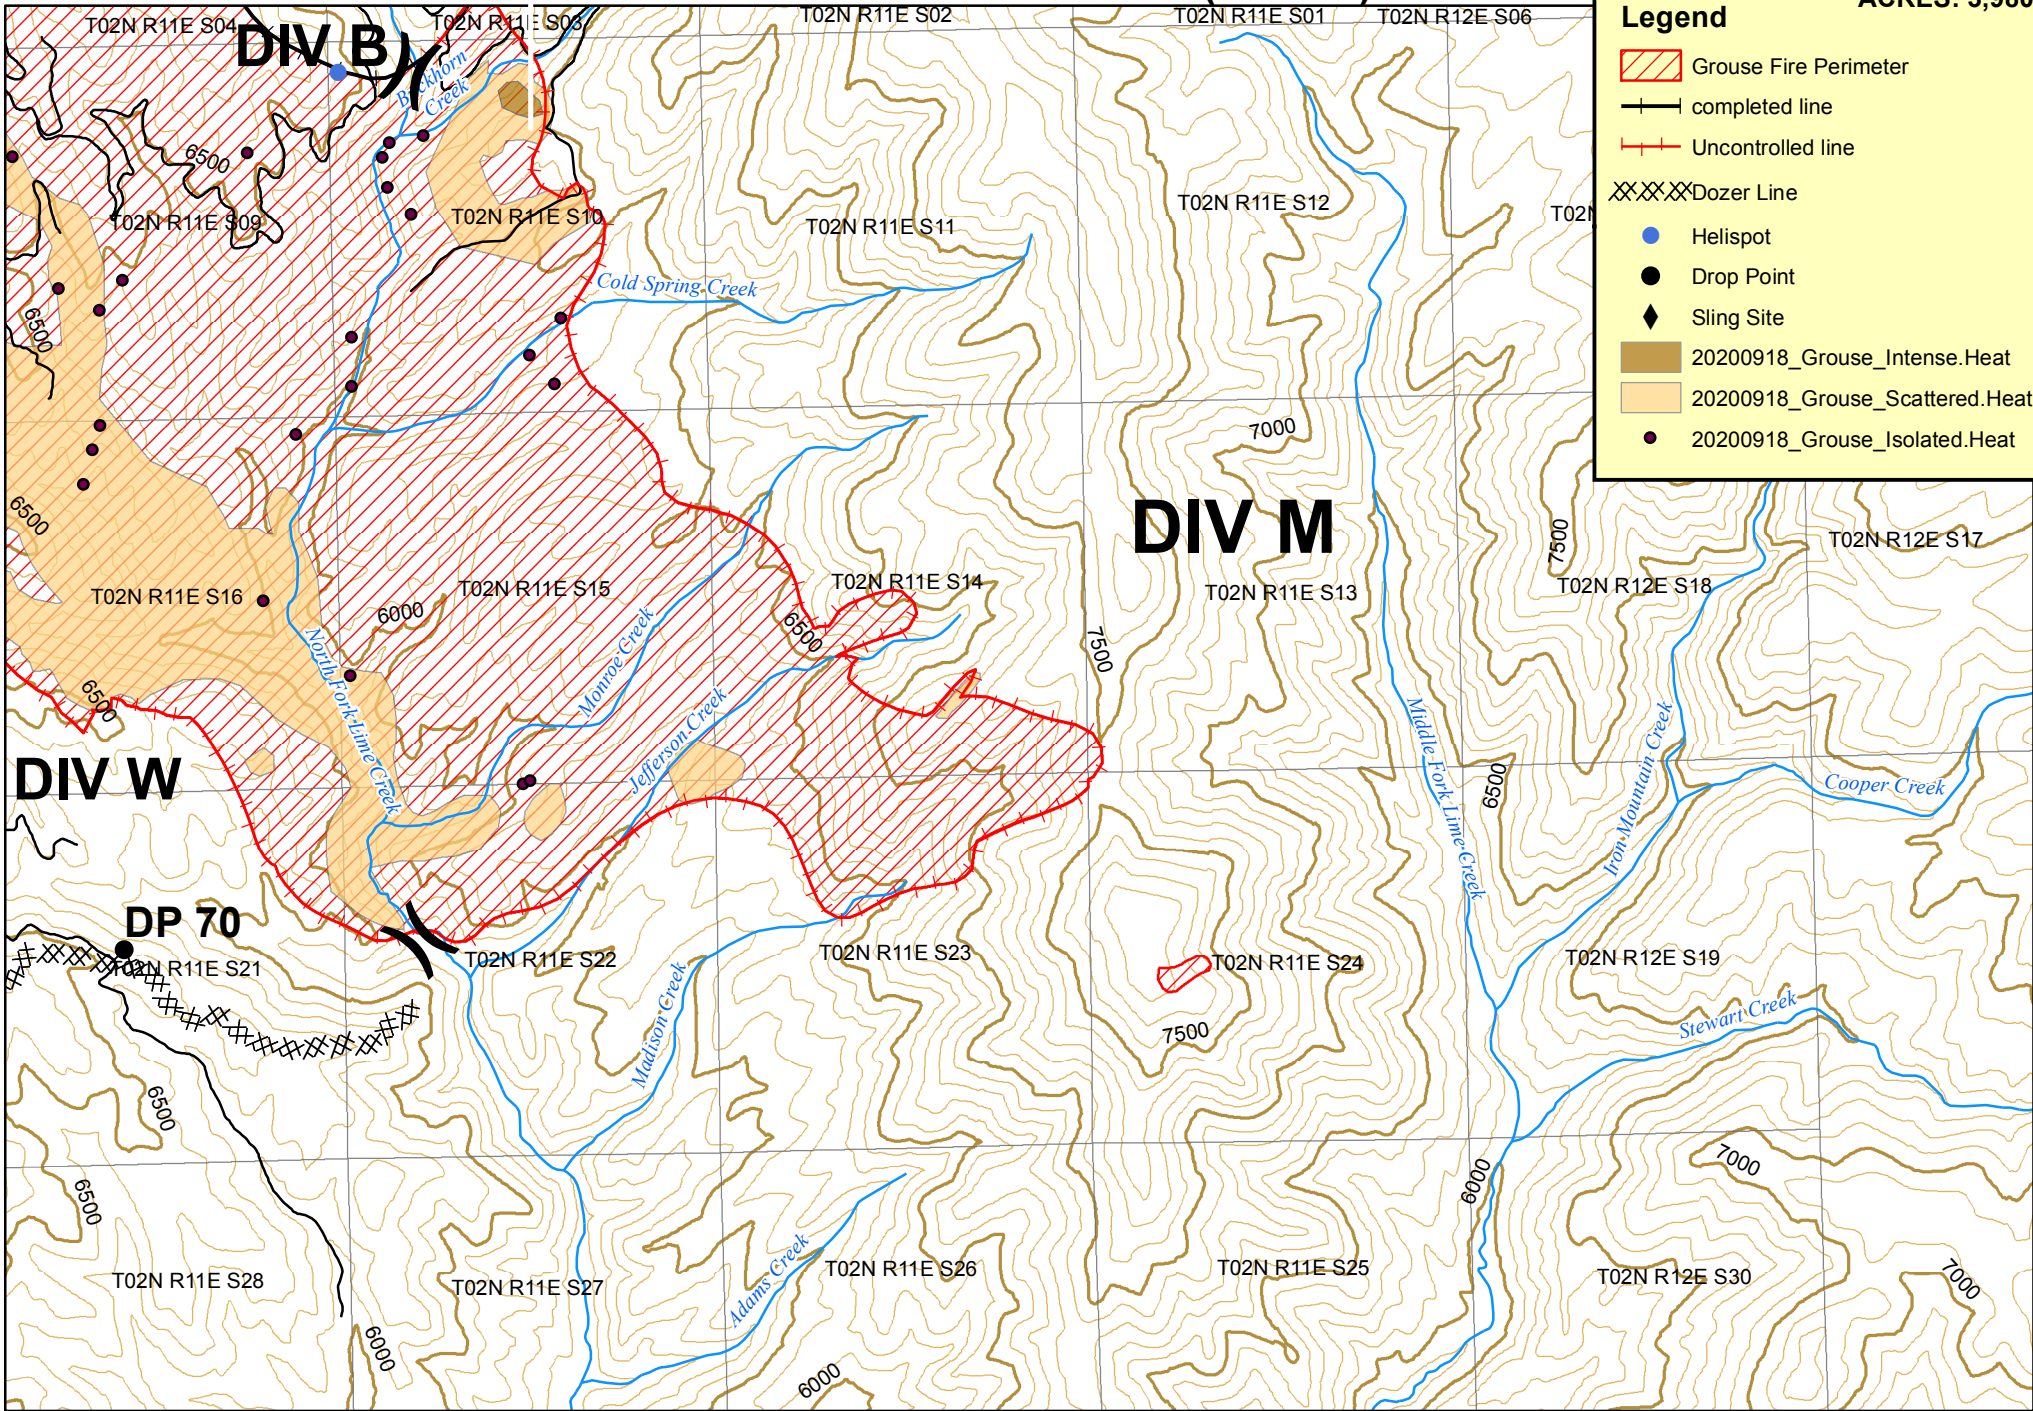 T02N R11E S04
T02N R11E S03
T02N R11E S02
T02N R11E S01
T02N R12E S06
DIV B
Buckhorn
Creek
6500
T02N R11E S09
T02N R11E S10
T02N R11E S11
T02N R11E S12
Cold Spring Creek
6500
7000
6500
DIV M
7500
T02N R12E S17
T02N R11E S16
T02N R11E S15
T02N R11E S14
T02N R11E S13
T02N R12E S18
6000
6500
7500
North Fork Lime Creek
Monroe Creek
Jefferson Creek
Middle Fork Lime Creek
Iron Mountain Creek
6500
DIV W
6500
Cooper Creek
DP 70
T02N R11E S21
T02N R11E S22
T02N R11E S23
T02N R11E S24
T02N R12E S19
Madison Creek
7500
Stewart Creek
6500
6500
6000
7000
T02N R11E S28
T02N R11E S27
Adams Creek
T02N R11E S26
T02N R11E S25
T02N R12E S30
7000
6000
6000
Legend
Grouse Fire Perimeter
completed line
Uncontrolled line
Dozer Line
Helispot
Drop Point
Sling Site
20200918_Grouse_Intense.Heat
20200918_Grouse_Scattered.Heat
20200918_Grouse_Isolated.Heat